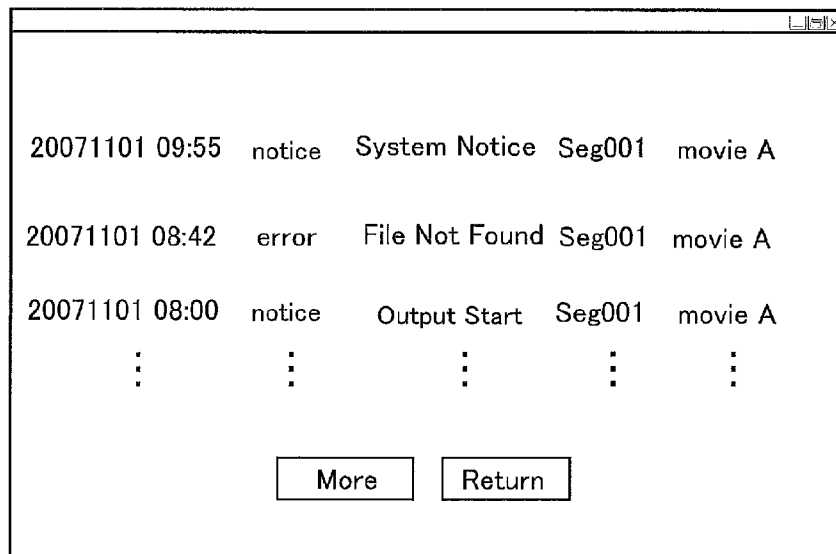 20071101 09:55 notice System Notice Seg001 movie A
20071101 08:42 error File Not Found Seg001 movie A
20071101 08:00 notice Output Start Seg001 movie A
More Return